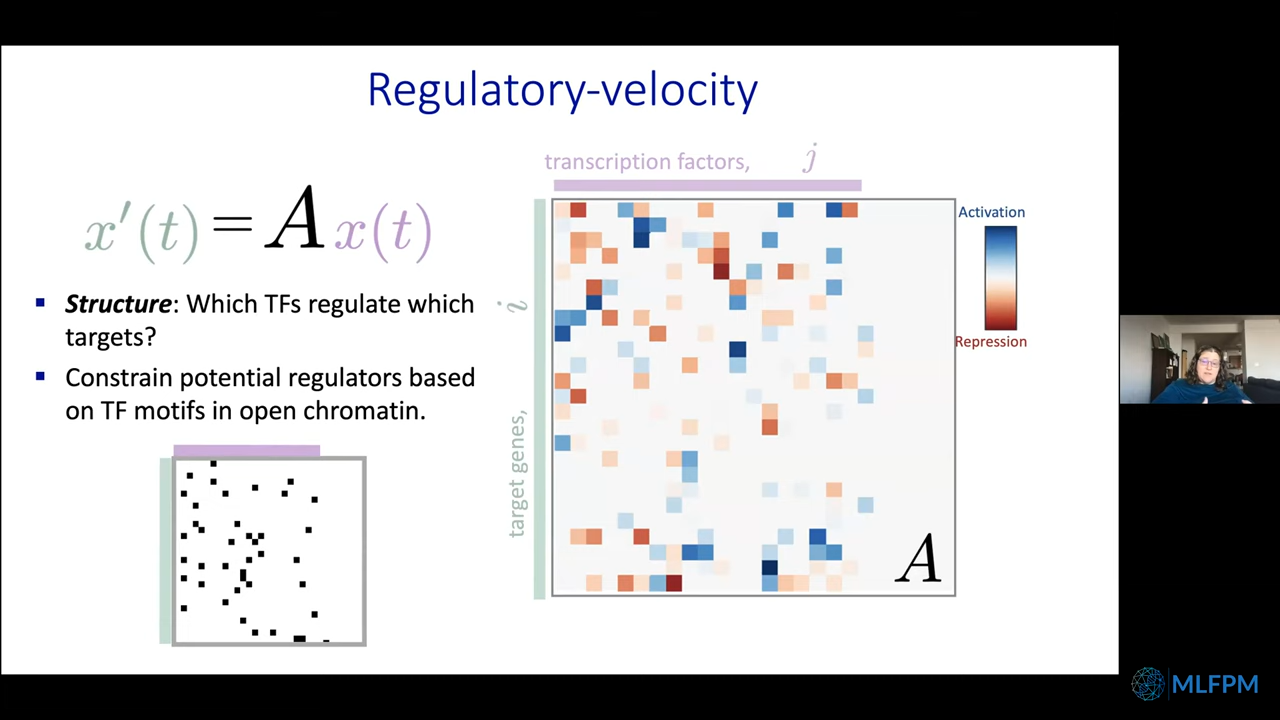 Regulatory-velocity
transcription factors, j
x′(t) = A x(t)
Activation
Repression
▪ Structure: Which TFs regulate which
targets?
▪ Constrain potential regulators based
on TF motifs in open chromatin.
target genes, i
A
MLFPM